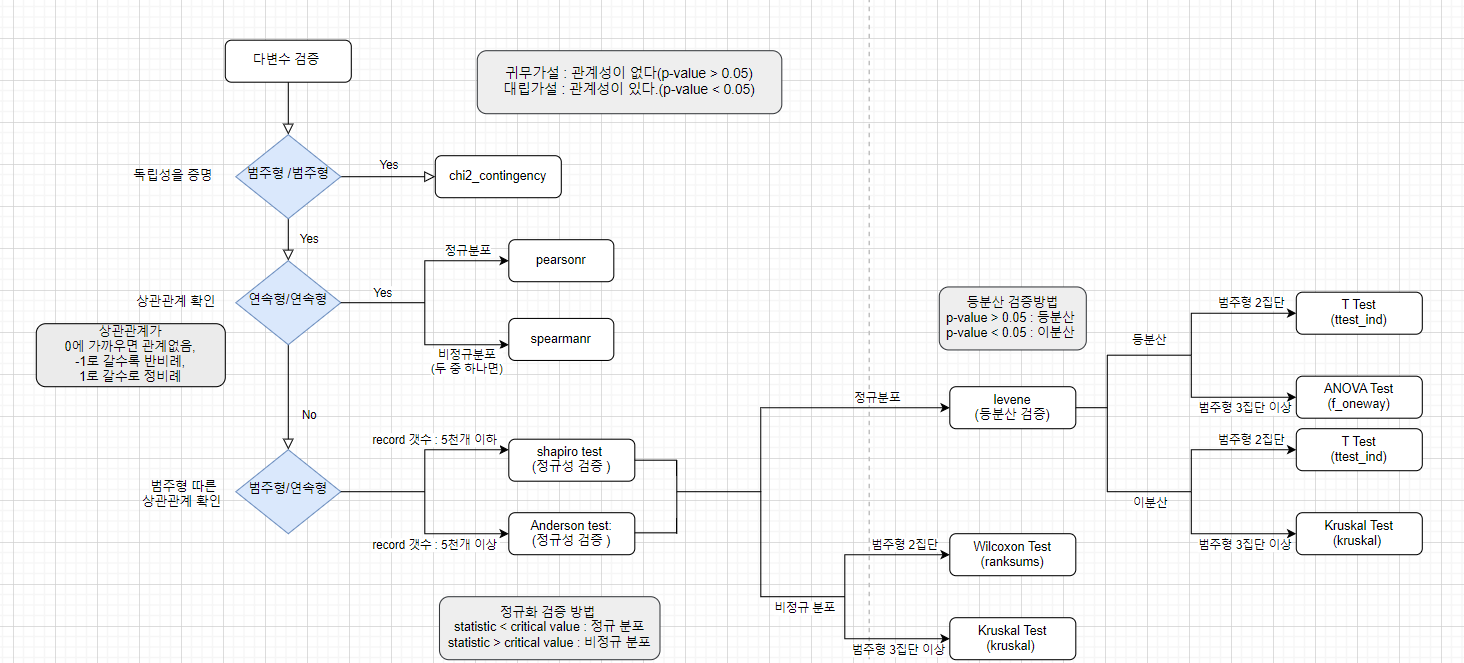 다변수 검증
귀무가설 : 관계성이 없다(p-value > 0.05)
대립가설 : 관계성이 있다.(p-value < 0.05)
독립성을 증명
범주형 /범주형
Yes
chi2_contingency
Yes
상관관계 확인
연속형/연속형
Yes
정규분포
pearsonr
비정규분포
(두 중 하나면)
spearmanr
상관관계가
0에 가까우면 관계없음,
-1로 갈수록 반비례,
1로 갈수로 정비례
No
범주형 따른
상관관계 확인
범주형/연속형
record 갯수 : 5천개 이하
shapiro test
(정규성 검증 )
record 갯수 : 5천개 이상
Anderson test:
(정규성 검증 )
정규화 검증 방법
statistic < critical value : 정규 분포
statistic > critical value : 비정규 분포
정규분포
levene
(등분산 검증)
등분산 검증방법
p-value > 0.05 : 등분산
p-value < 0.05 : 이분산
등분산
범주형 2집단
T Test
(ttest_ind)
범주형 3집단 이상
ANOVA Test
(f_oneway)
이분산
범주형 2집단
T Test
(ttest_ind)
범주형 3집단 이상
Kruskal Test
(kruskal)
비정규 분포
범주형 2집단
Wilcoxon Test
(ranksums)
범주형 3집단 이상
Kruskal Test
(kruskal)